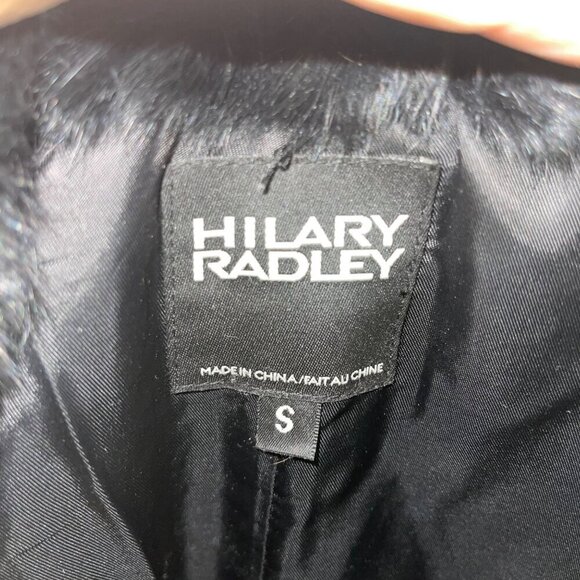 HILARY
RADLEY
MADE IN CHINA/FAIT AU CHINE
S